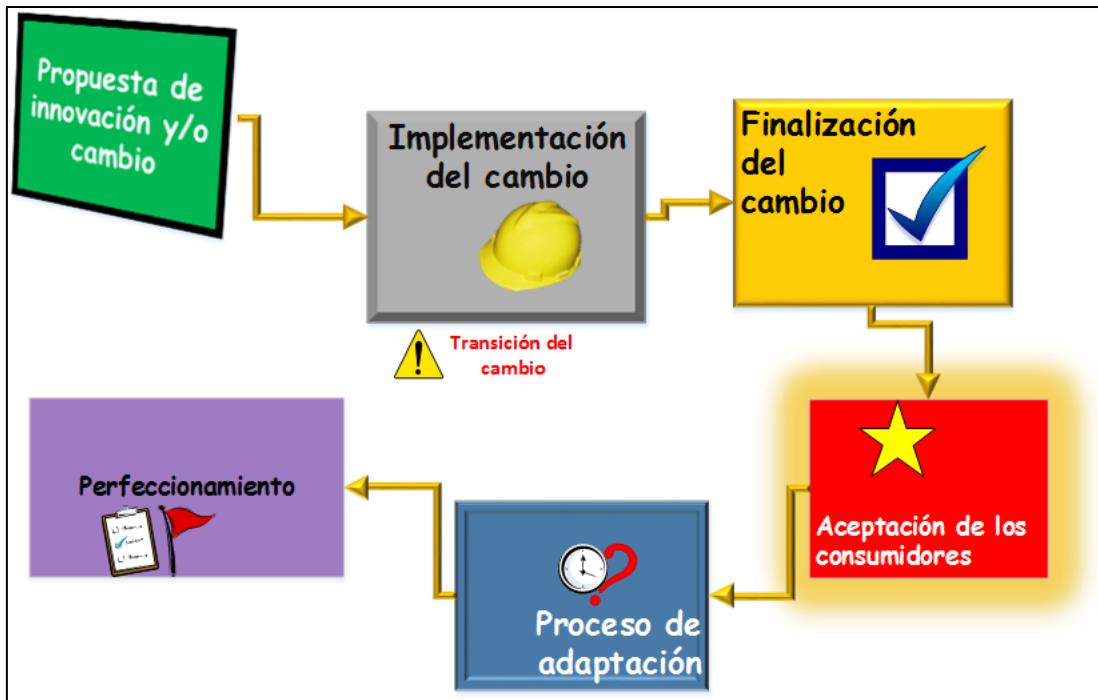 Propuesta de
innovación y/o
cambio
Implementación
del cambio
Finalización
del
cambio
Transición del
cambio
Aceptación de los
consumidores
Proceso de
adaptación
Perfeccionamiento